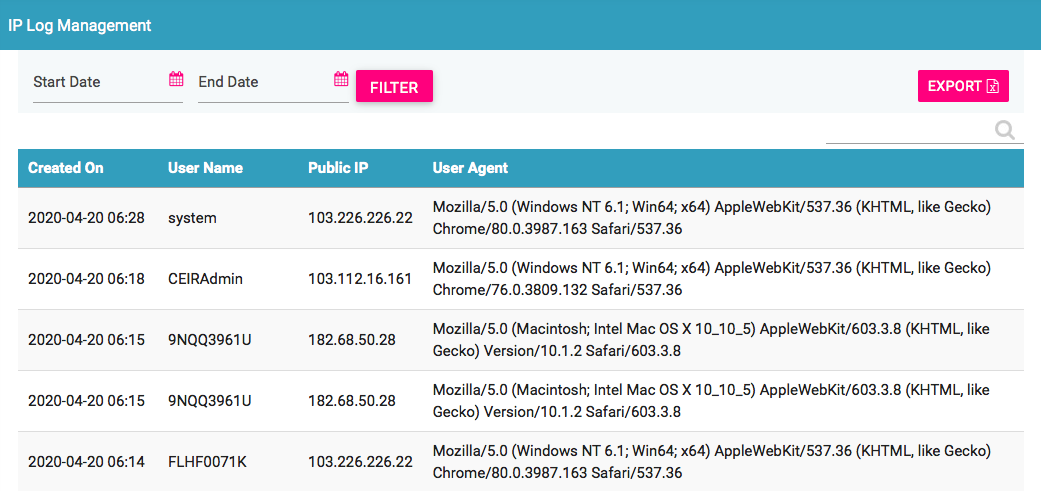 IP Log Management
Start Date End Date FILTER EXPORT
Created On User Name Public IP User Agent
2020-04-20 06:28 system 103.226.226.22 Mozilla/5.0 (Windows NT 6.1; Win64; x64) AppleWebKit/537.36 (KHTML, like Gecko)
Chrome/80.0.3987.163 Safari/537.36
2020-04-20 06:18 CEIRAdmin 103.112.16.161 Mozilla/5.0 (Windows NT 6.1; Win64; x64) AppleWebKit/537.36 (KHTML, like Gecko)
Chrome/76.0.3809.132 Safari/537.36
2020-04-20 06:15 9NQQ3961U 182.68.50.28 Mozilla/5.0 (Macintosh; Intel Mac OS X 10_10_5) AppleWebKit/603.3.8 (KHTML, like
Gecko) Version/10.1.2 Safari/603.3.8
2020-04-20 06:15 9NQQ3961U 182.68.50.28 Mozilla/5.0 (Macintosh; Intel Mac OS X 10_10_5) AppleWebKit/603.3.8 (KHTML, like
Gecko) Version/10.1.2 Safari/603.3.8
2020-04-20 06:14 FLHF0071K 103.226.226.22 Mozilla/5.0 (Windows NT 6.1; Win64; x64) AppleWebKit/537.36 (KHTML, like Gecko)
Chrome/80.0.3987.163 Safari/537.36